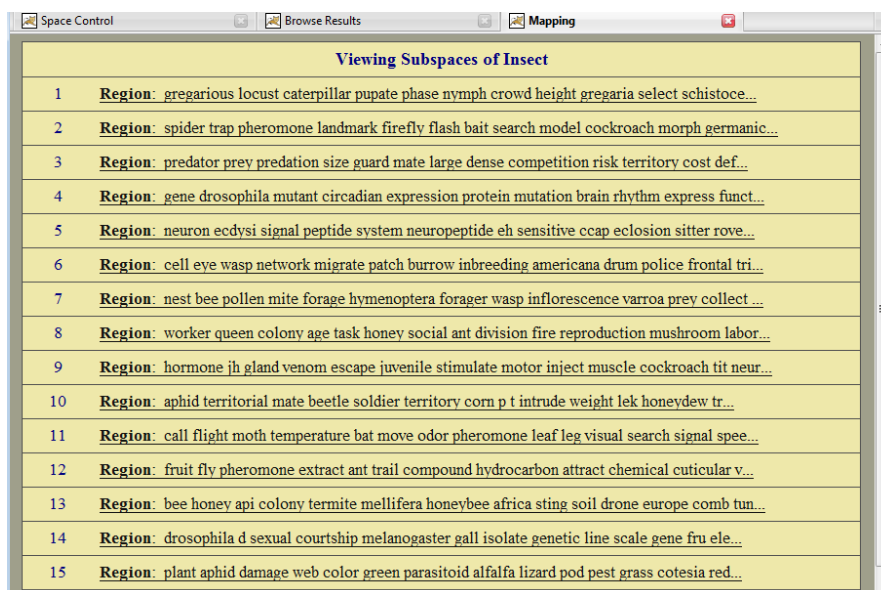 Space Control Browse Results Mapping
Viewing Subspaces of Insect
1 Region: gregarious locust caterpillar pupate phase nymph crowd height gregaria select schistoce...
2 Region: spider trap pheromone landmark firefly flash bait search model cockroach morph germanic...
3 Region: predator prey predation size guard mate large dense competition risk territory cost def...
4 Region: gene drosophila mutant circadian expression protein mutation brain rhythm express funct...
5 Region: neuron ecdysi signal peptide system neuropeptide eh sensitive ccap eclosion sitter rove...
6 Region: cell eye wasp network migrate patch burrow inbreeding americana drum police frontal tri...
7 Region: nest bee pollen mite forage hymenoptera forager wasp inflorescence varroa prey collect ...
8 Region: worker queen colony age task honey social ant division fire reproduction mushroom labor...
9 Region: hormone jh gland venom escape juvenile stimulate motor inject muscle cockroach tit neur...
10 Region: aphid territorial mate beetle soldier territory corn p t intrude weight lek honeydew tr...
11 Region: call flight moth temperature bat move odor pheromone leaf leg visual search signal spee...
12 Region: fruit fly pheromone extract ant trail compound hydrocarbon attract chemical cuticular v...
13 Region: bee honey api colony termite mellifera honeybee africa sting soil drone europe comb tun...
14 Region: drosophila d sexual courtship melanogaster gall isolate genetic line scale gene fru ele...
15 Region: plant aphid damage web color green parasitoid alfalfa lizard pod pest grass cotesia red...